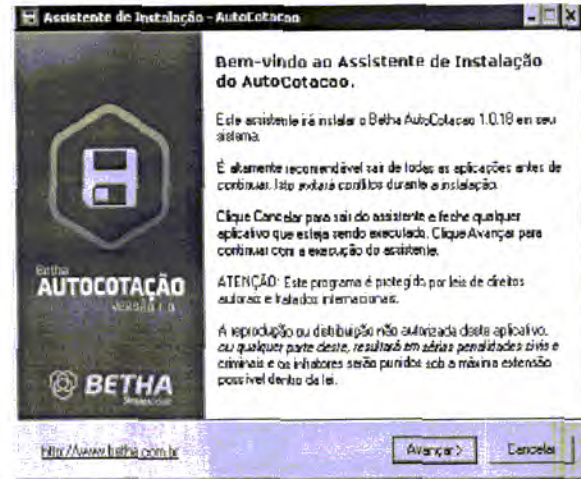 Assistente de Instalação - AutoCotacao
Bem-vindo ao Assistente de Instalação
do AutoCotacao.
Este assistente irá instalar o Betha AutoCotacao 1.0.18 em seu
sistema.
É altamente recomendável sair de todas as aplicações antes de
continuar. Isto evitará conflitos durante a instalação.
Clique Cancelar para sair do assistente e feche qualquer
aplicativo que esteja sendo executado. Clique Avançar para
continuar com a execução do assistente.
ATENÇÃO: Este programa é protegido por leis de direitos
autorais e tratados internacionais.
A reprodução ou distribuição não autorizada deste aplicativo,
ou qualquer parte deste, resultará em sérias penalidades civis e
criminais e os infratores serão punidos sob a máxima extensão
possível dentro da lei.
Betha
AUTOCOTAÇÃO
VERSÃO 1.0
BETHA
http://www.betha.com.br
Avançar >
Cancelar